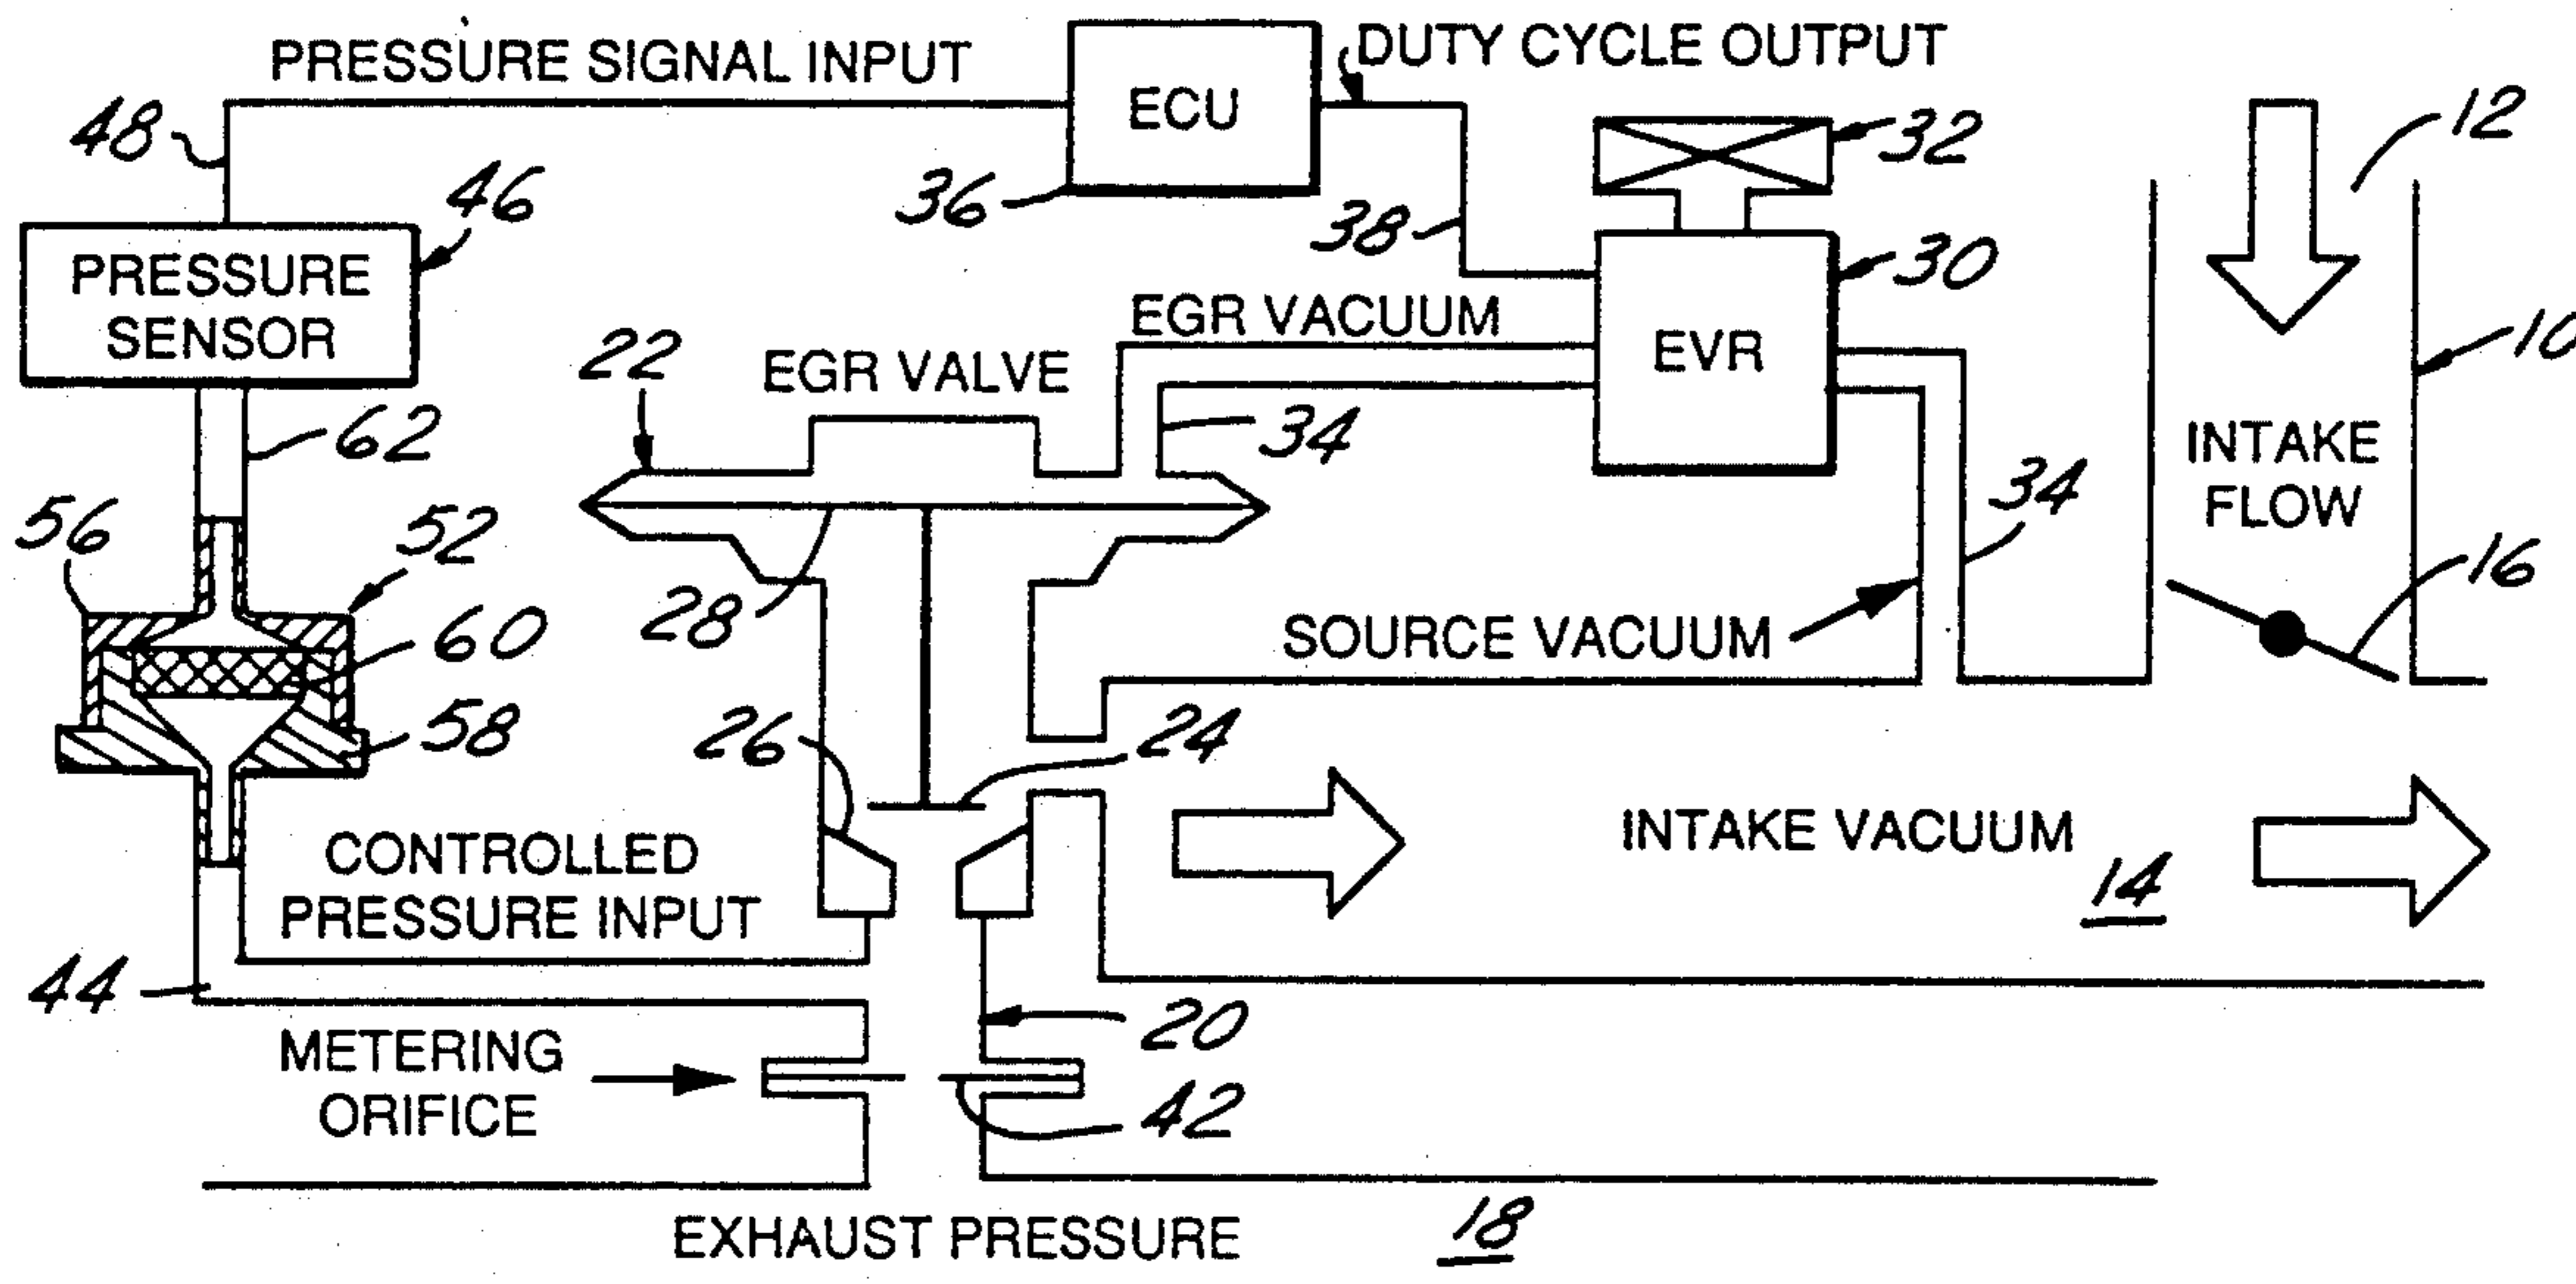 PRESSURE SIGNAL INPUT
ECU
DUTY CYCLE OUTPUT
48
46
36
38
32
12
PRESSURE
SENSOR
30
10
EGR VACUUM
EVR
22
EGR VALVE
62
34
INTAKE
FLOW
34
56
52
16
28
60
SOURCE VACUUM
58
26
24
CONTROLLED
PRESSURE INPUT
INTAKE VACUUM
14
44
20
METERING
ORIFICE
42
EXHAUST PRESSURE
18